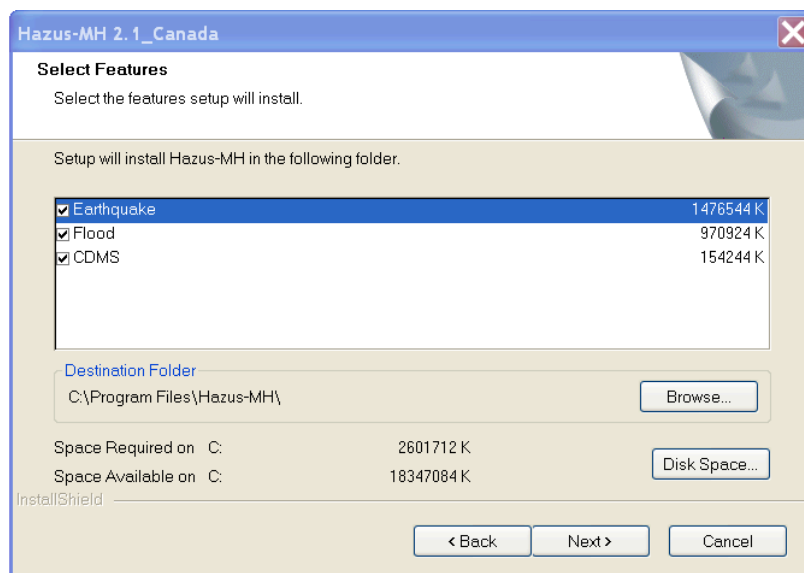 Hazus-MH 2.1_Canada
Select Features
Select the features setup will install.
Setup will install Hazus-MH in the following folder.
Earthquake 1476544 K
Flood 970924 K
CDMS 154244 K
Destination Folder
C:\Program Files\Hazus-MH\ Browse...
Space Required on C: 2601712 K
Space Available on C: 18347084 K
Disk Space...
InstallShield
< Back Next > Cancel